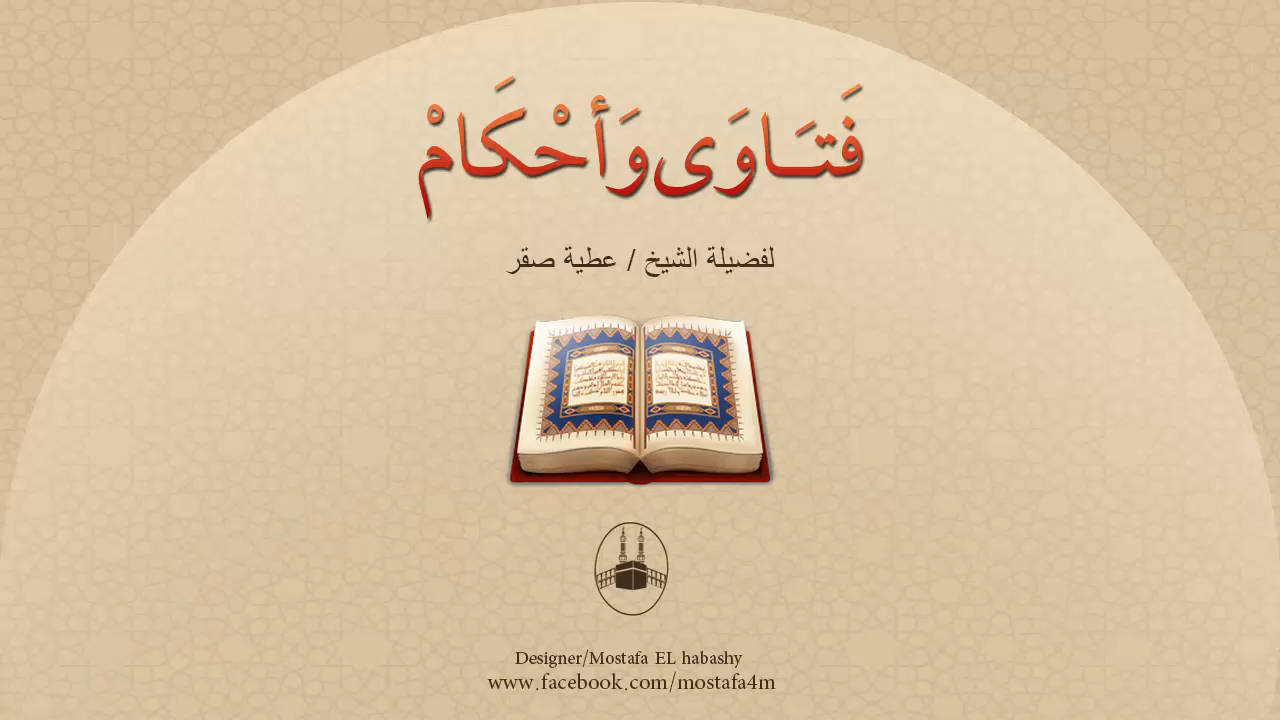 فَتَاوَى وَأَحْكَامْ
لفضيلة الشيخ / عطية صقر
Designer/Mostafa EL habashy
www.facebook.com/mostafa4m